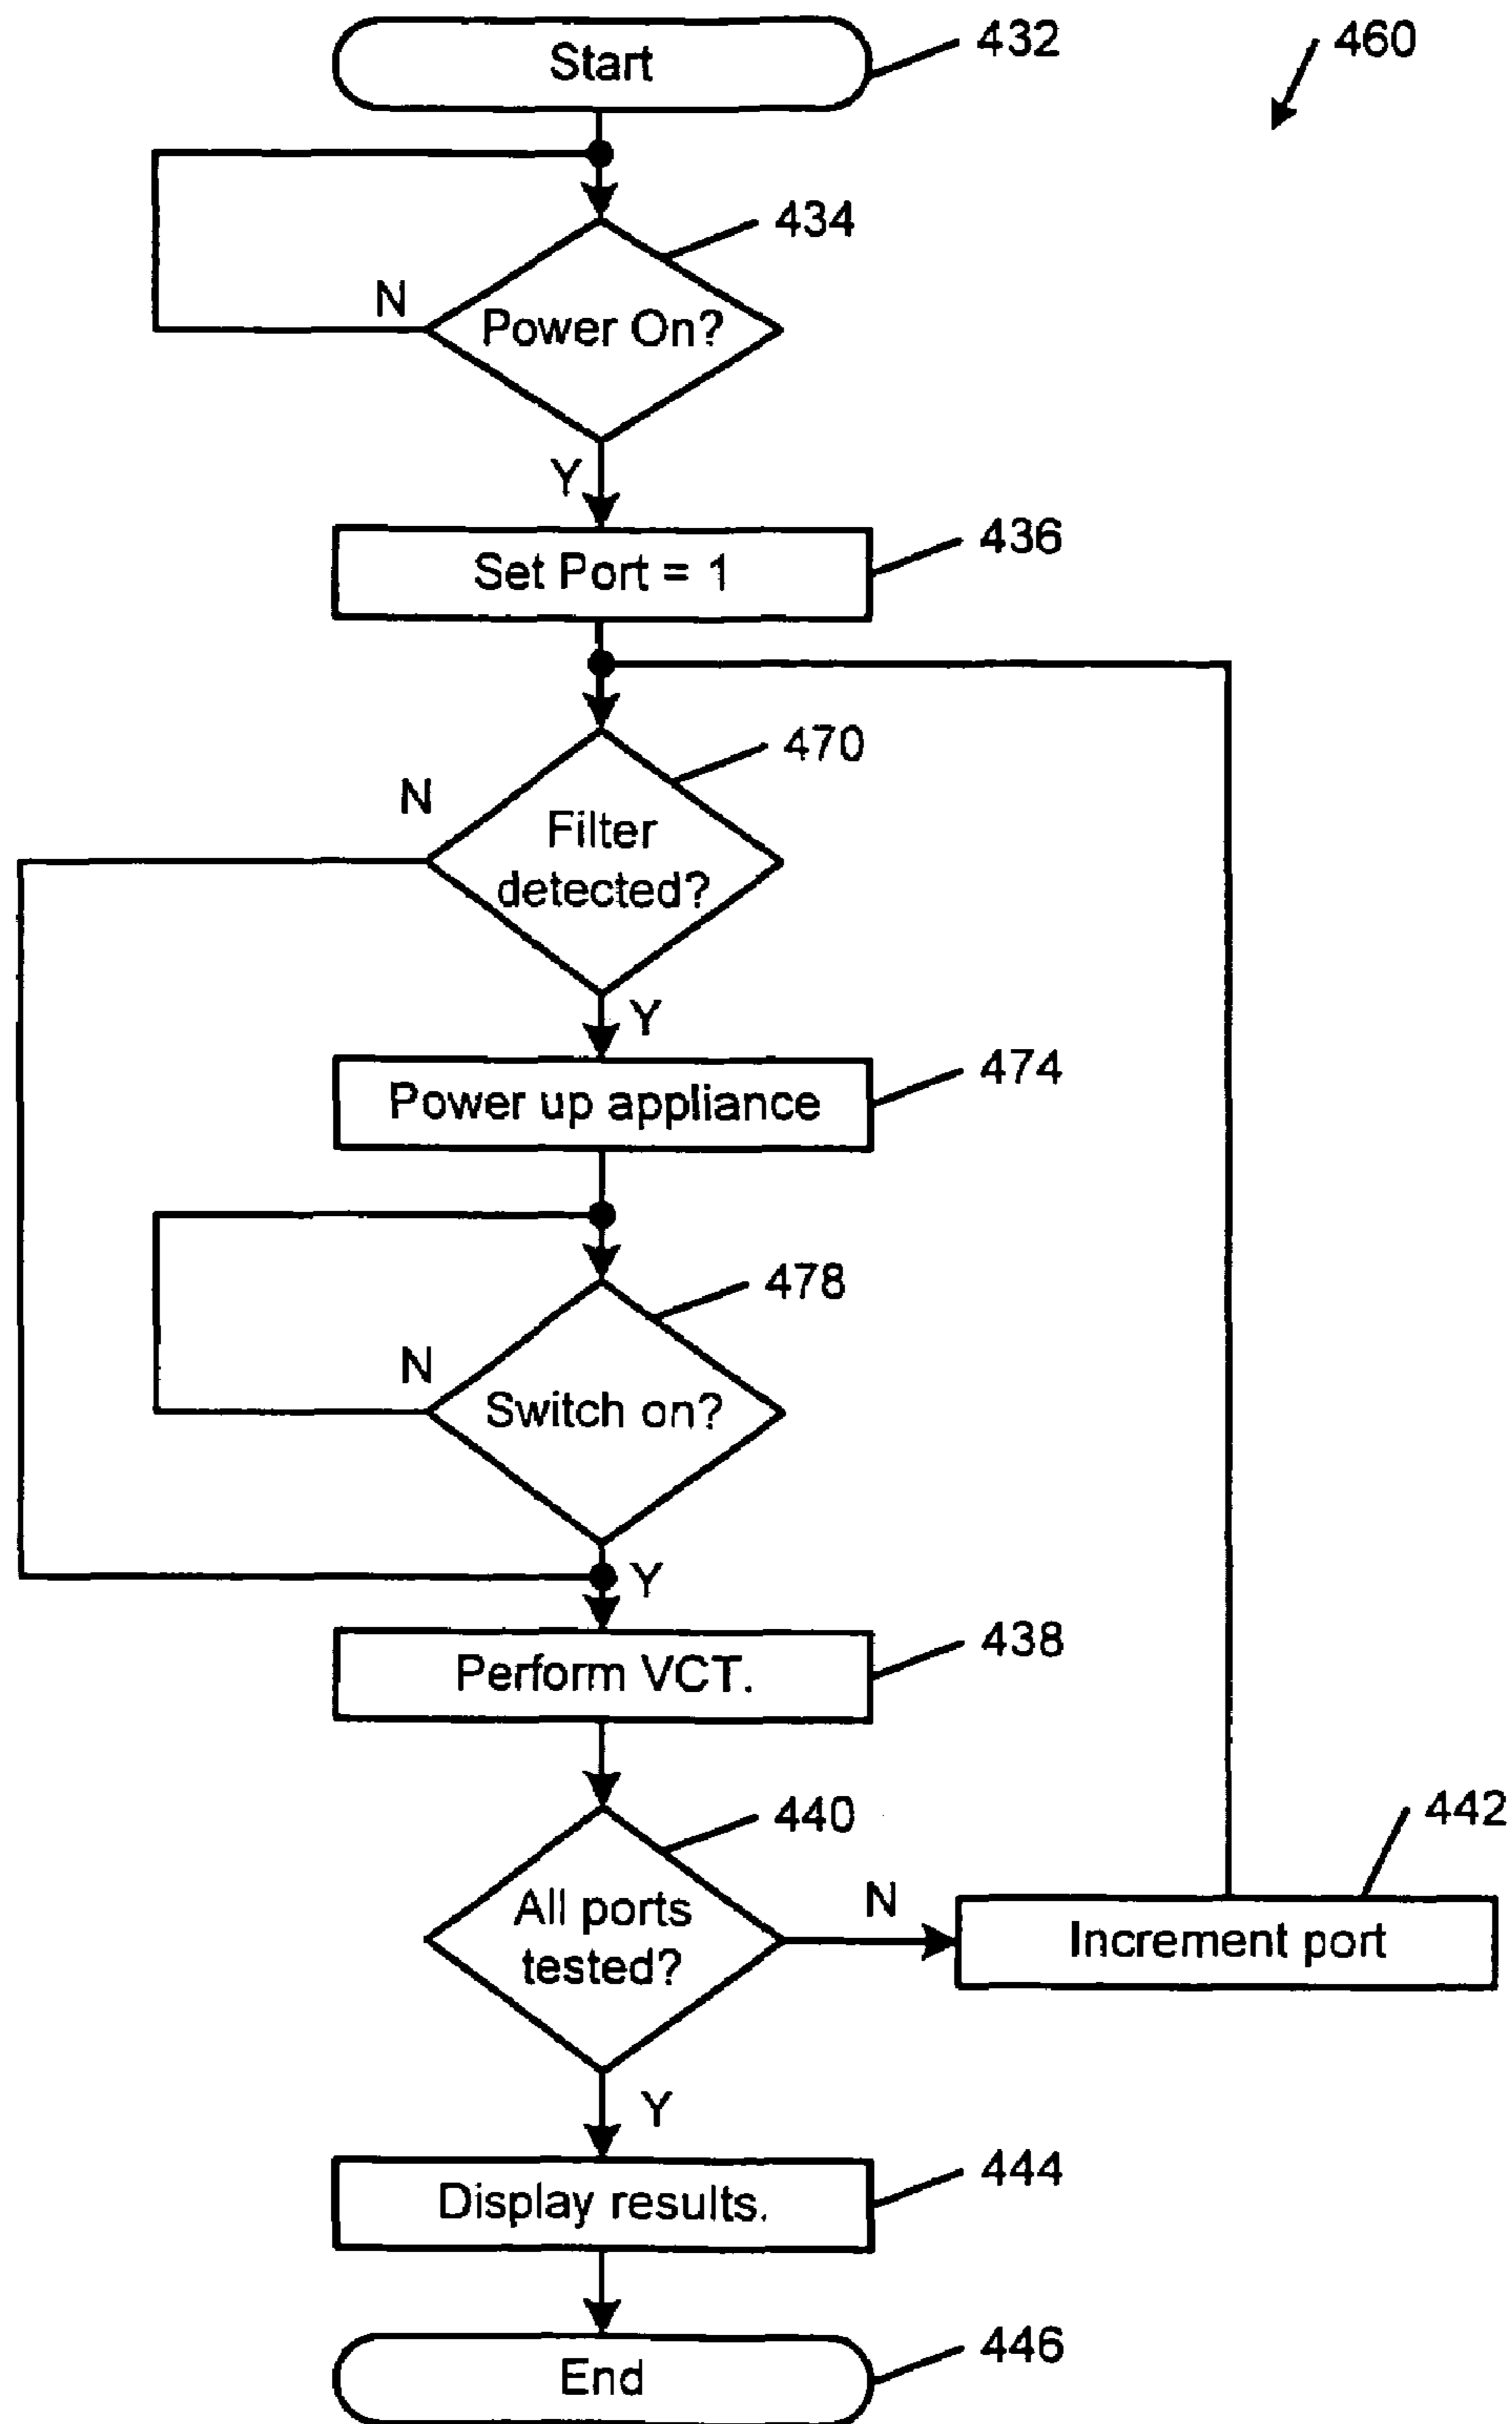 Start
432
460
434
N
Power On?
Y
436
Set Port = 1
470
N
Filter
detected?
Y
474
Power up appliance
478
N
Switch on?
Y
438
Perform VCT.
440
All ports
tested?
N
442
Increment port
Y
444
Display results.
446
End